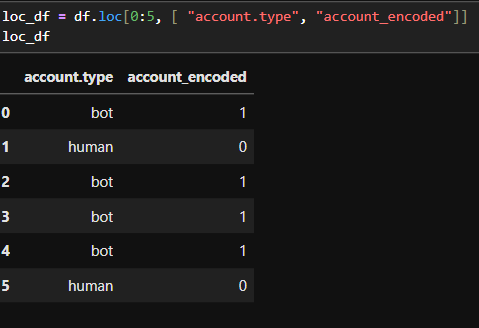 loc_df = df.loc[0:5, [ "account.type", "account_encoded"]]
loc_df
account.type account_encoded
0 bot 1
1 human 0
2 bot 1
3 bot 1
4 bot 1
5 human 0